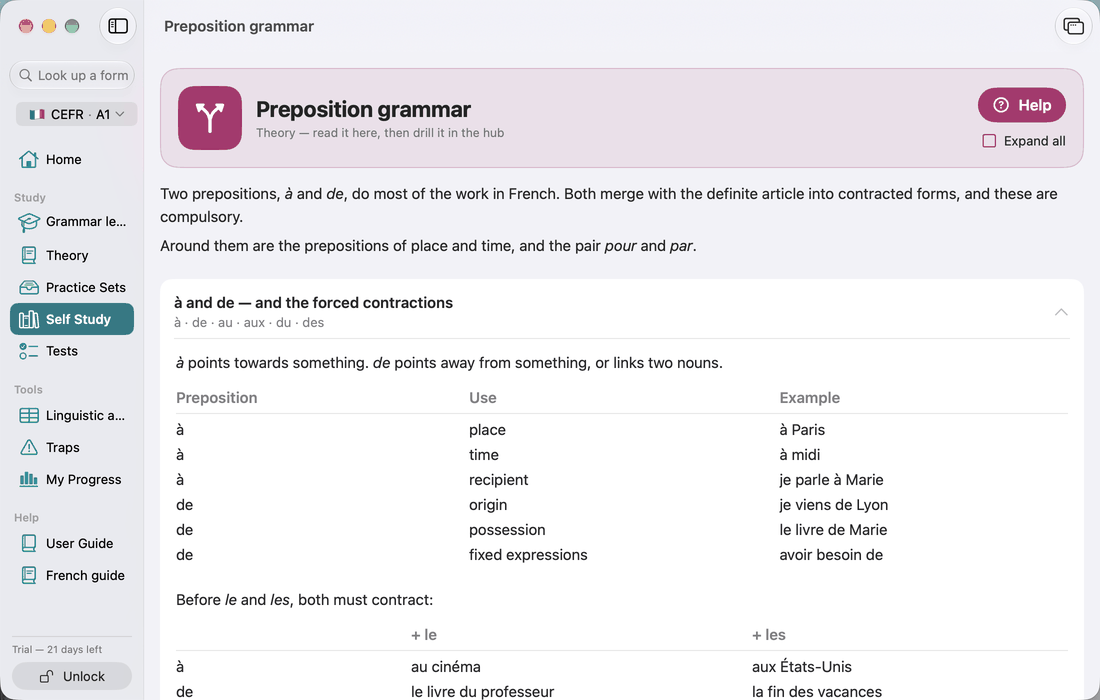 Preposition grammar
Look up a form
CEFR · A1
Home
Study
Grammar le...
Theory
Practice Sets
Self Study
Tests
Tools
Linguistic a...
Traps
My Progress
Help
User Guide
French guide
Trial — 21 days left
Unlock
Preposition grammar
Theory — read it here, then drill it in the hub
Help
Expand all
Two prepositions, à and de, do most of the work in French. Both merge with the definite article into contracted forms, and these are
compulsory.
Around them are the prepositions of place and time, and the pair pour and par.
à and de — and the forced contractions
à · de · au · aux · du · des
à points towards something. de points away from something, or links two nouns.
Preposition Use Example
à place à Paris
à time à midi
à recipient je parle à Marie
de origin je viens de Lyon
de possession le livre de Marie
de fixed expressions avoir besoin de
Before le and les, both must contract:
+ le + les
à au cinéma aux États-Unis
de le livre du professeur la fin des vacances